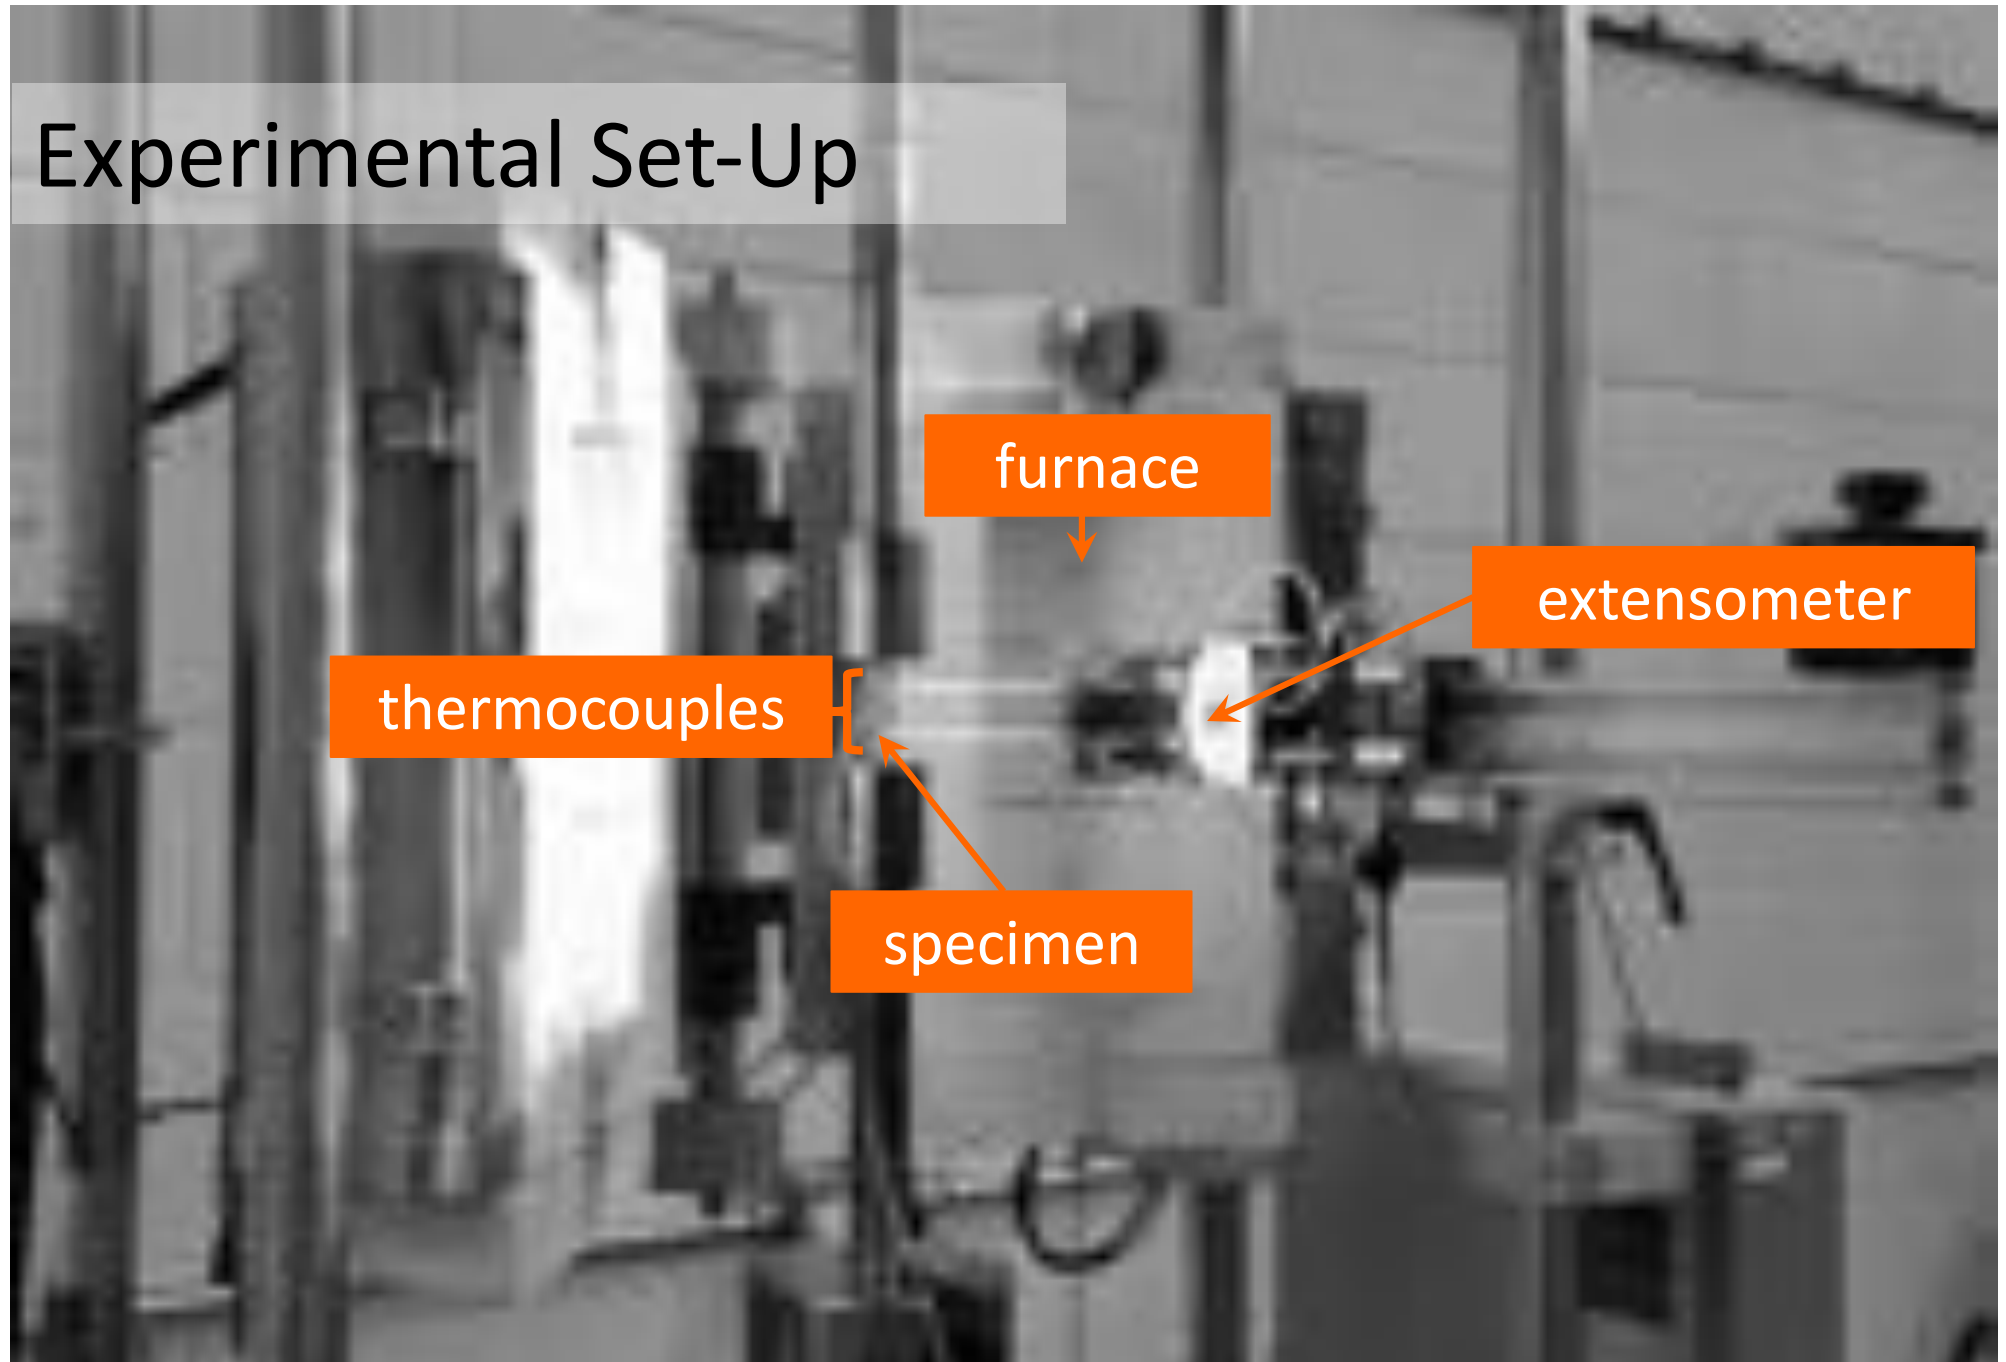 Experimental Set-Up
furnace
extensometer
thermocouples
specimen